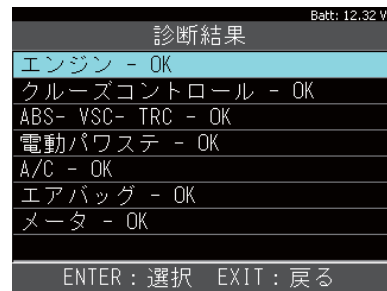 Batt: 12.32 V
診断結果
エンジン - OK
クルーズコントロール - OK
ABS- VSC- TRC - OK
電動パワステ - OK
A/C - OK
エアバッグ - OK
メータ - OK
ENTER：選択 EXIT：戻る